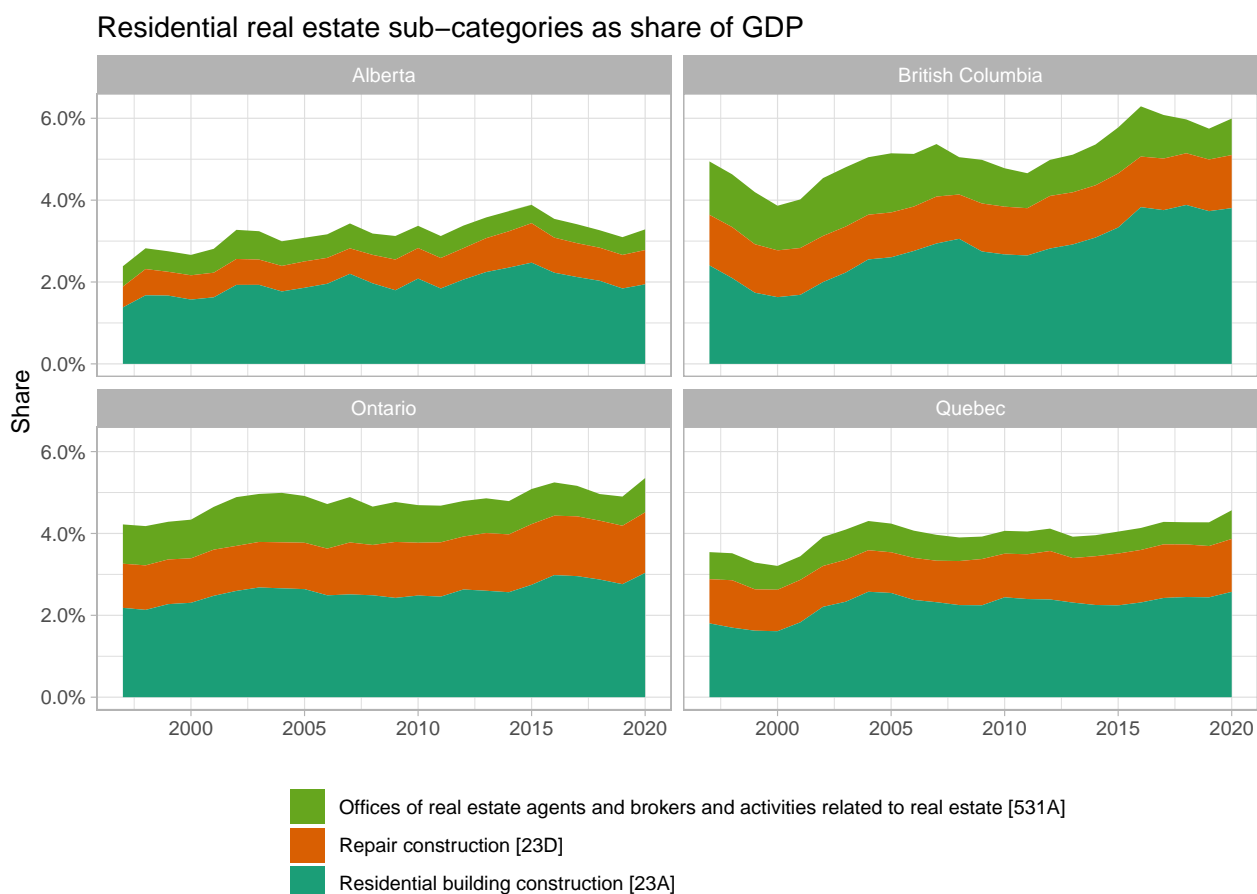 Residential real estate sub−categories as share of GDP
Alberta
British Columbia
6.0%
4.0%
2.0%
0.0%
Share
Ontario
Quebec
6.0%
4.0%
2.0%
0.0%
2000 2005 2010 2015 2020
2000 2005 2010 2015 2020
Offices of real estate agents and brokers and activities related to real estate [531A]
Repair construction [23D]
Residential building construction [23A]